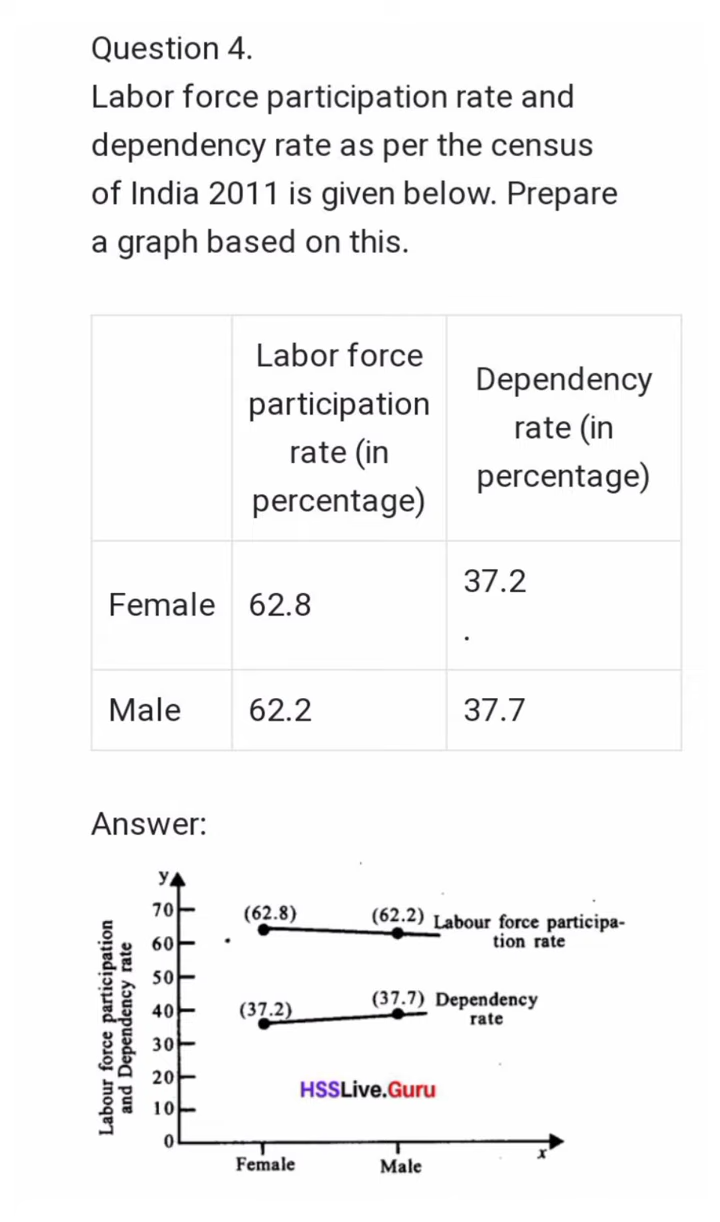 Question 4.
Labor force participation rate and
dependency rate as per the census
of India 2011 is given below. Prepare
a graph based on this.
Labor force
participation
rate (in
percentage)
Dependency
rate (in
percentage)
Female
62.8
37.2
.
Male
62.2
37.7
Answer:
y
70
60
50
40
30
20
10
0
Labour force participation
and Dependency rate
(62.8)
(62.2)
Labour force participa-
tion rate
(37.2)
(37.7)
Dependency
rate
HSSLive.Guru
Female
Male
x